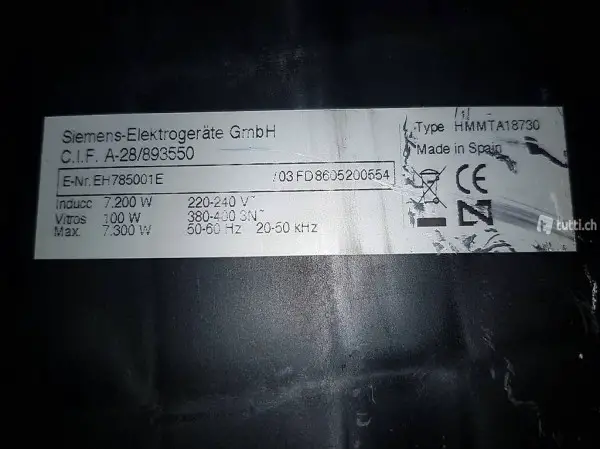 Siemens-Elektrogeräte GmbH
C.I.F. A-28/893550
E-Nr. EH785001E /03 FD8605200554
Inducc 7.200 W 220-240 V~
Vitros 100 W 380-400 3N~
Max. 7.300 W 50-60 Hz 20-50 kHz
Type HMMTA18730
Made in Spain
CE
tutti.ch